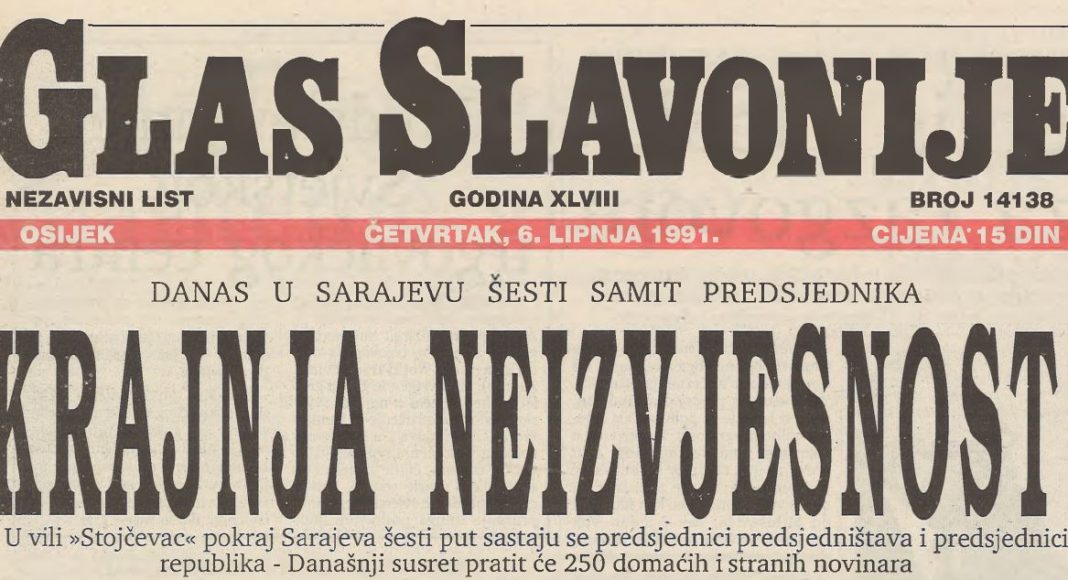 GLAS SLAVONIJE
NEZAVISNI LIST GODINA XLVIII BROJ 14138
OSIJEK ČETVRTAK, 6. LIPNJA 1991. CIJENA 15 DIN
DANAS U SARAJEVU ŠESTI SAMIT PREDSJEDNIKA
KRAJNJA NEIZVJESNOST
U vili »Stojčevac« pokraj Sarajeva šesti put sastaju se predsjednici predsjedništava i predsjednici
republika - Današnji susret pratit će 250 domaćih i stranih novinara